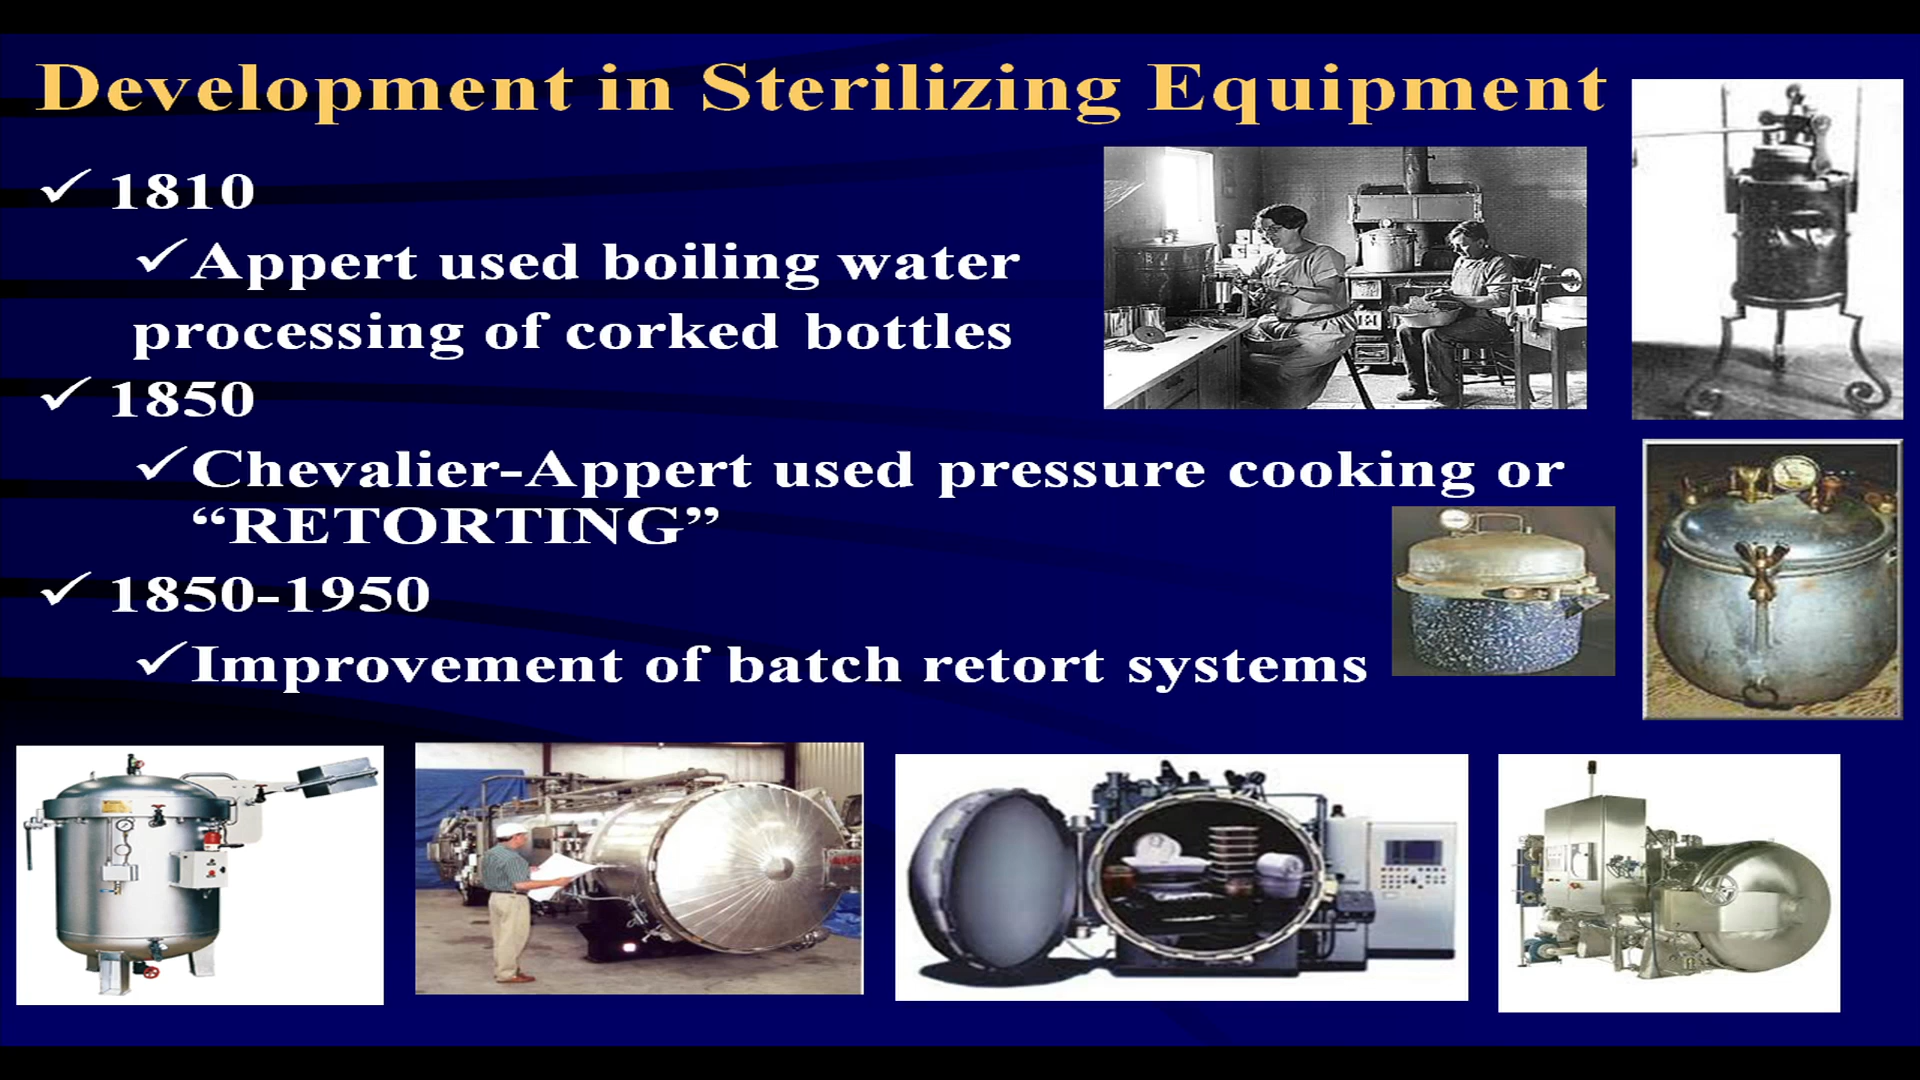 Development in Sterilizing Equipment
✓ 1810
✓Appert used boiling water
processing of corked bottles
✓ 1850
✓Chevalier-Appert used pressure cooking or
“RETORTING”
✓ 1850-1950
✓Improvement of batch retort systems